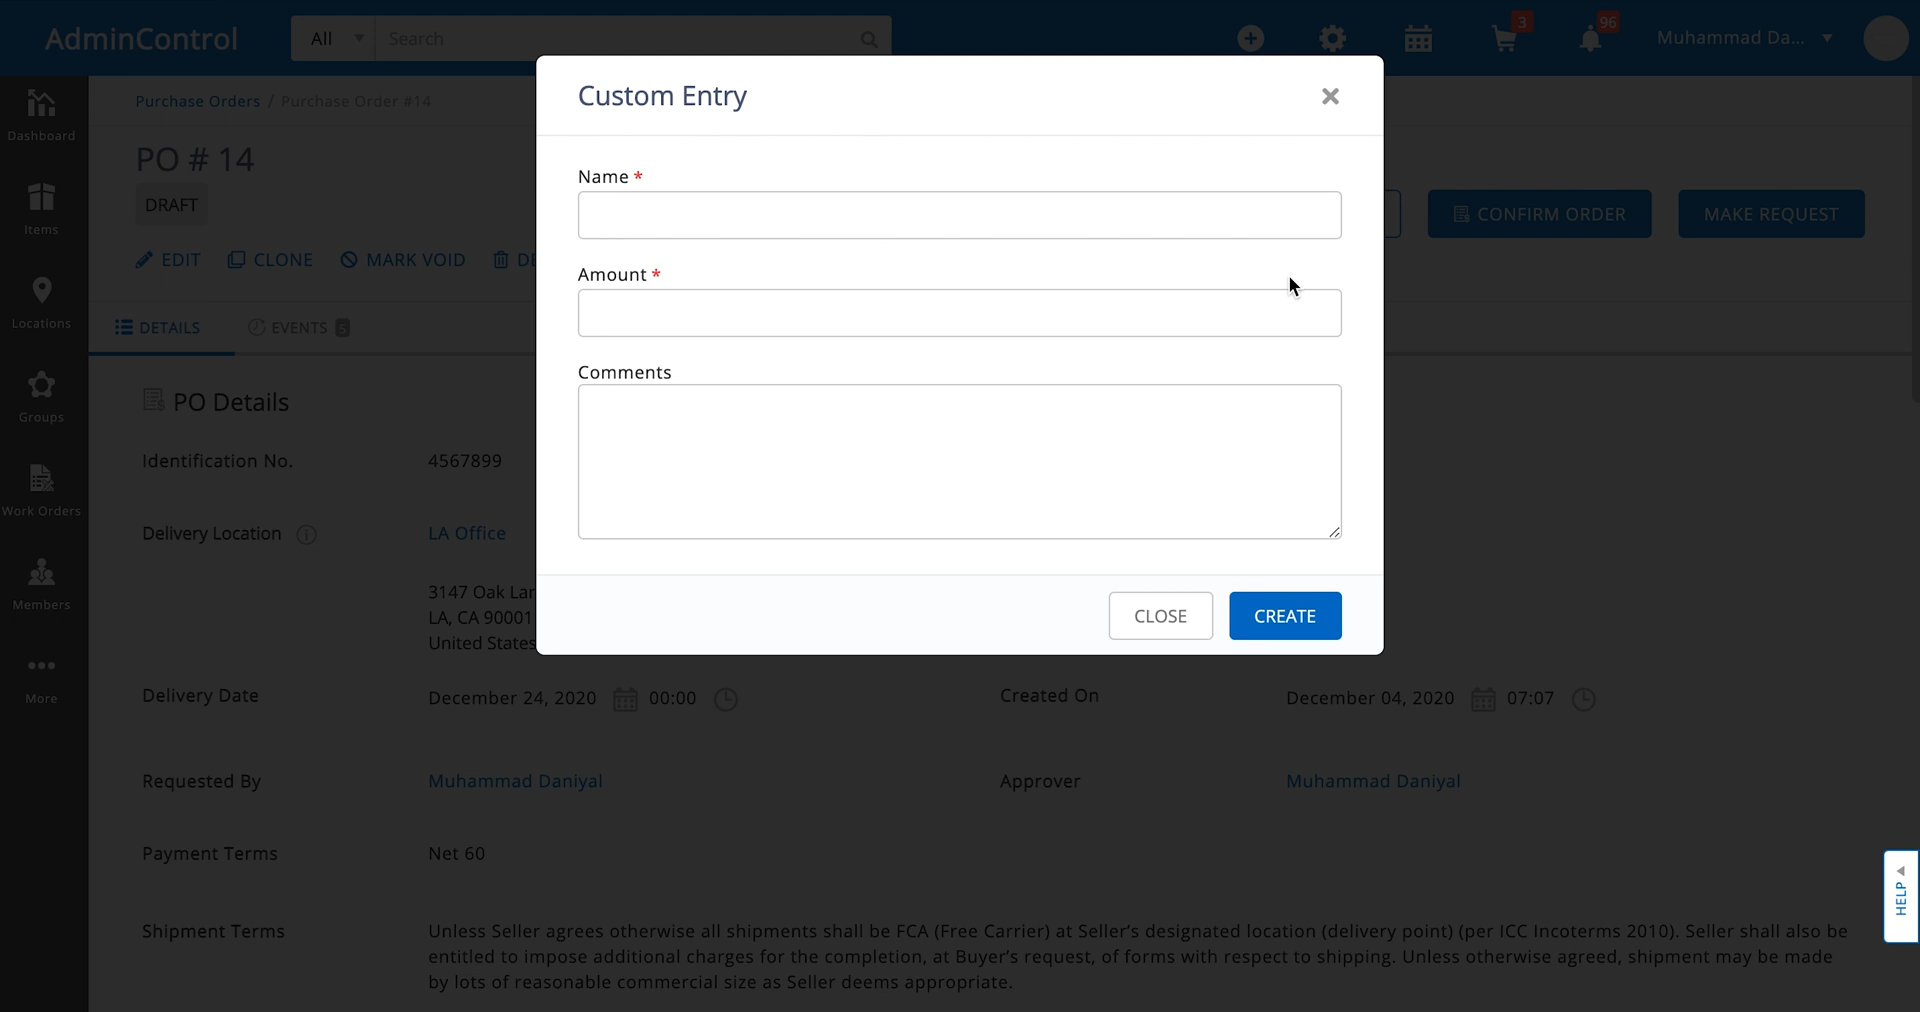 AdminControl
All
Search
3
96
Muhammad Da...
Purchase Orders / Purchase Order #14
PO # 14
DRAFT
EDIT
CLONE
MARK VOID
CONFIRM ORDER
MAKE REQUEST
DETAILS
EVENTS 5
Dashboard
Items
Locations
Groups
Work Orders
Members
More
Custom Entry
Name *
Amount *
Comments
CLOSE
CREATE
PO Details
Identification No.
4567899
Delivery Location
LA Office
3147 Oak
LA, CA 90001
United States
Delivery Date
December 24, 2020
00:00
Created On
December 04, 2020
07:07
Requested By
Muhammad Daniyal
Approver
Muhammad Daniyal
Payment Terms
Net 60
Shipment Terms
Unless Seller agrees otherwise all shipments shall be FCA (Free Carrier) at Seller's designated location (delivery point) (per ICC Incoterms 2010). Seller shall also be
entitled to impose additional charges for the completion, at Buyer's request, of forms with respect to shipping. Unless otherwise agreed, shipment may be made
by lots of reasonable commercial size as Seller deems appropriate.
HELP